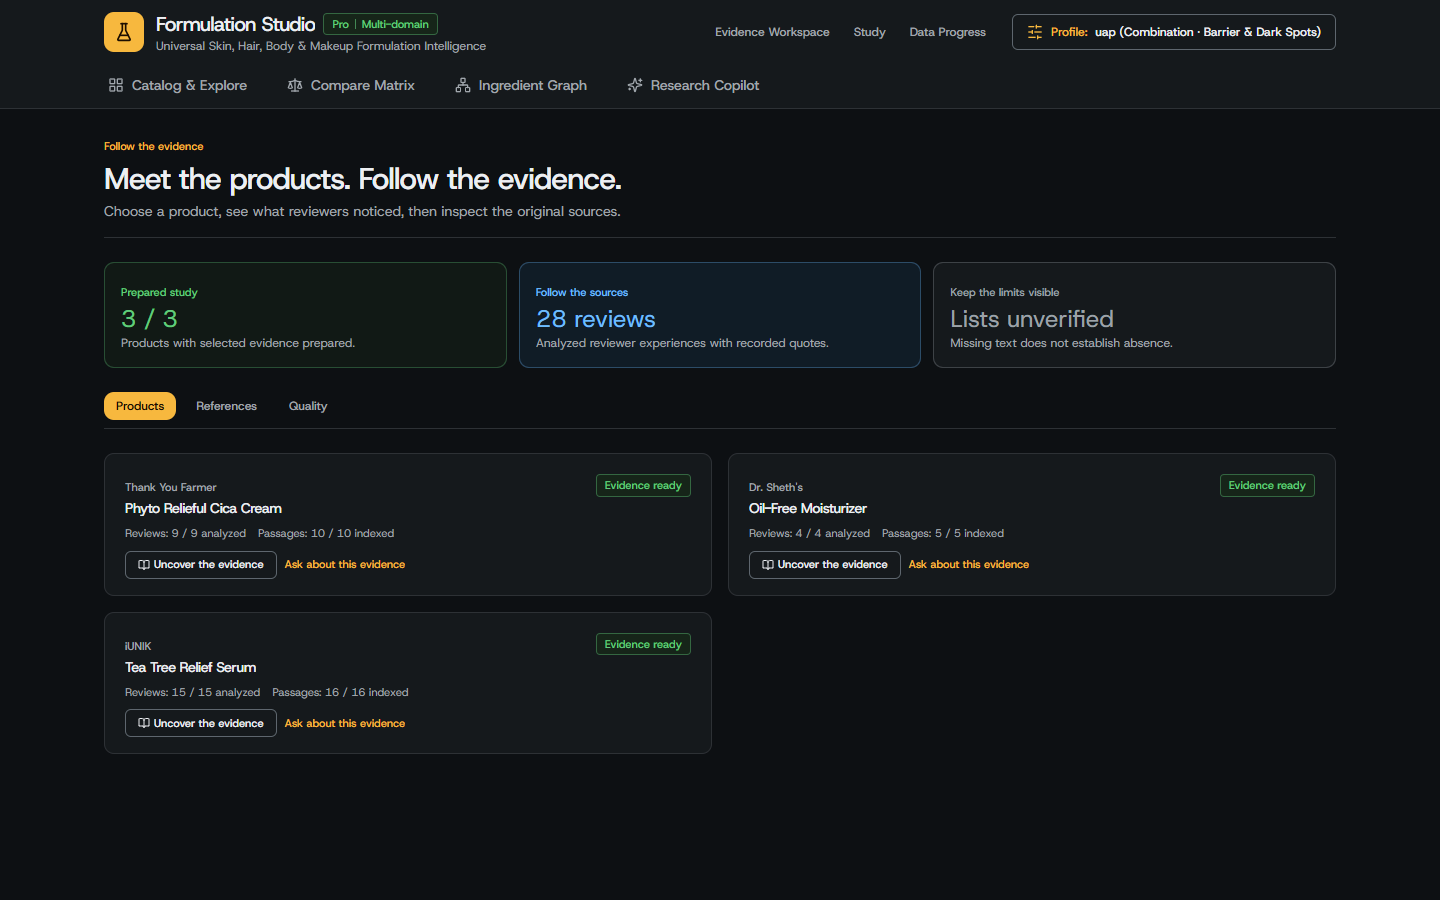 Formulation Studio
Pro | Multi-domain
Universal Skin, Hair, Body & Makeup Formulation Intelligence
Evidence Workspace
Study
Data Progress
Profile: uap (Combination · Barrier & Dark Spots)
Catalog & Explore
Compare Matrix
Ingredient Graph
Research Copilot
Follow the evidence
Meet the products. Follow the evidence.
Choose a product, see what reviewers noticed, then inspect the original sources.
Prepared study
3 / 3
Products with selected evidence prepared.
Follow the sources
28 reviews
Analyzed reviewer experiences with recorded quotes.
Keep the limits visible
Lists unverified
Missing text does not establish absence.
Products
References
Quality
Thank You Farmer
Evidence ready
Phyto Relieful Cica Cream
Reviews: 9 / 9 analyzed Passages: 10 / 10 indexed
Uncover the evidence
Ask about this evidence
Dr. Sheth's
Evidence ready
Oil-Free Moisturizer
Reviews: 4 / 4 analyzed Passages: 5 / 5 indexed
Uncover the evidence
Ask about this evidence
iUNIK
Evidence ready
Tea Tree Relief Serum
Reviews: 15 / 15 analyzed Passages: 16 / 16 indexed
Uncover the evidence
Ask about this evidence